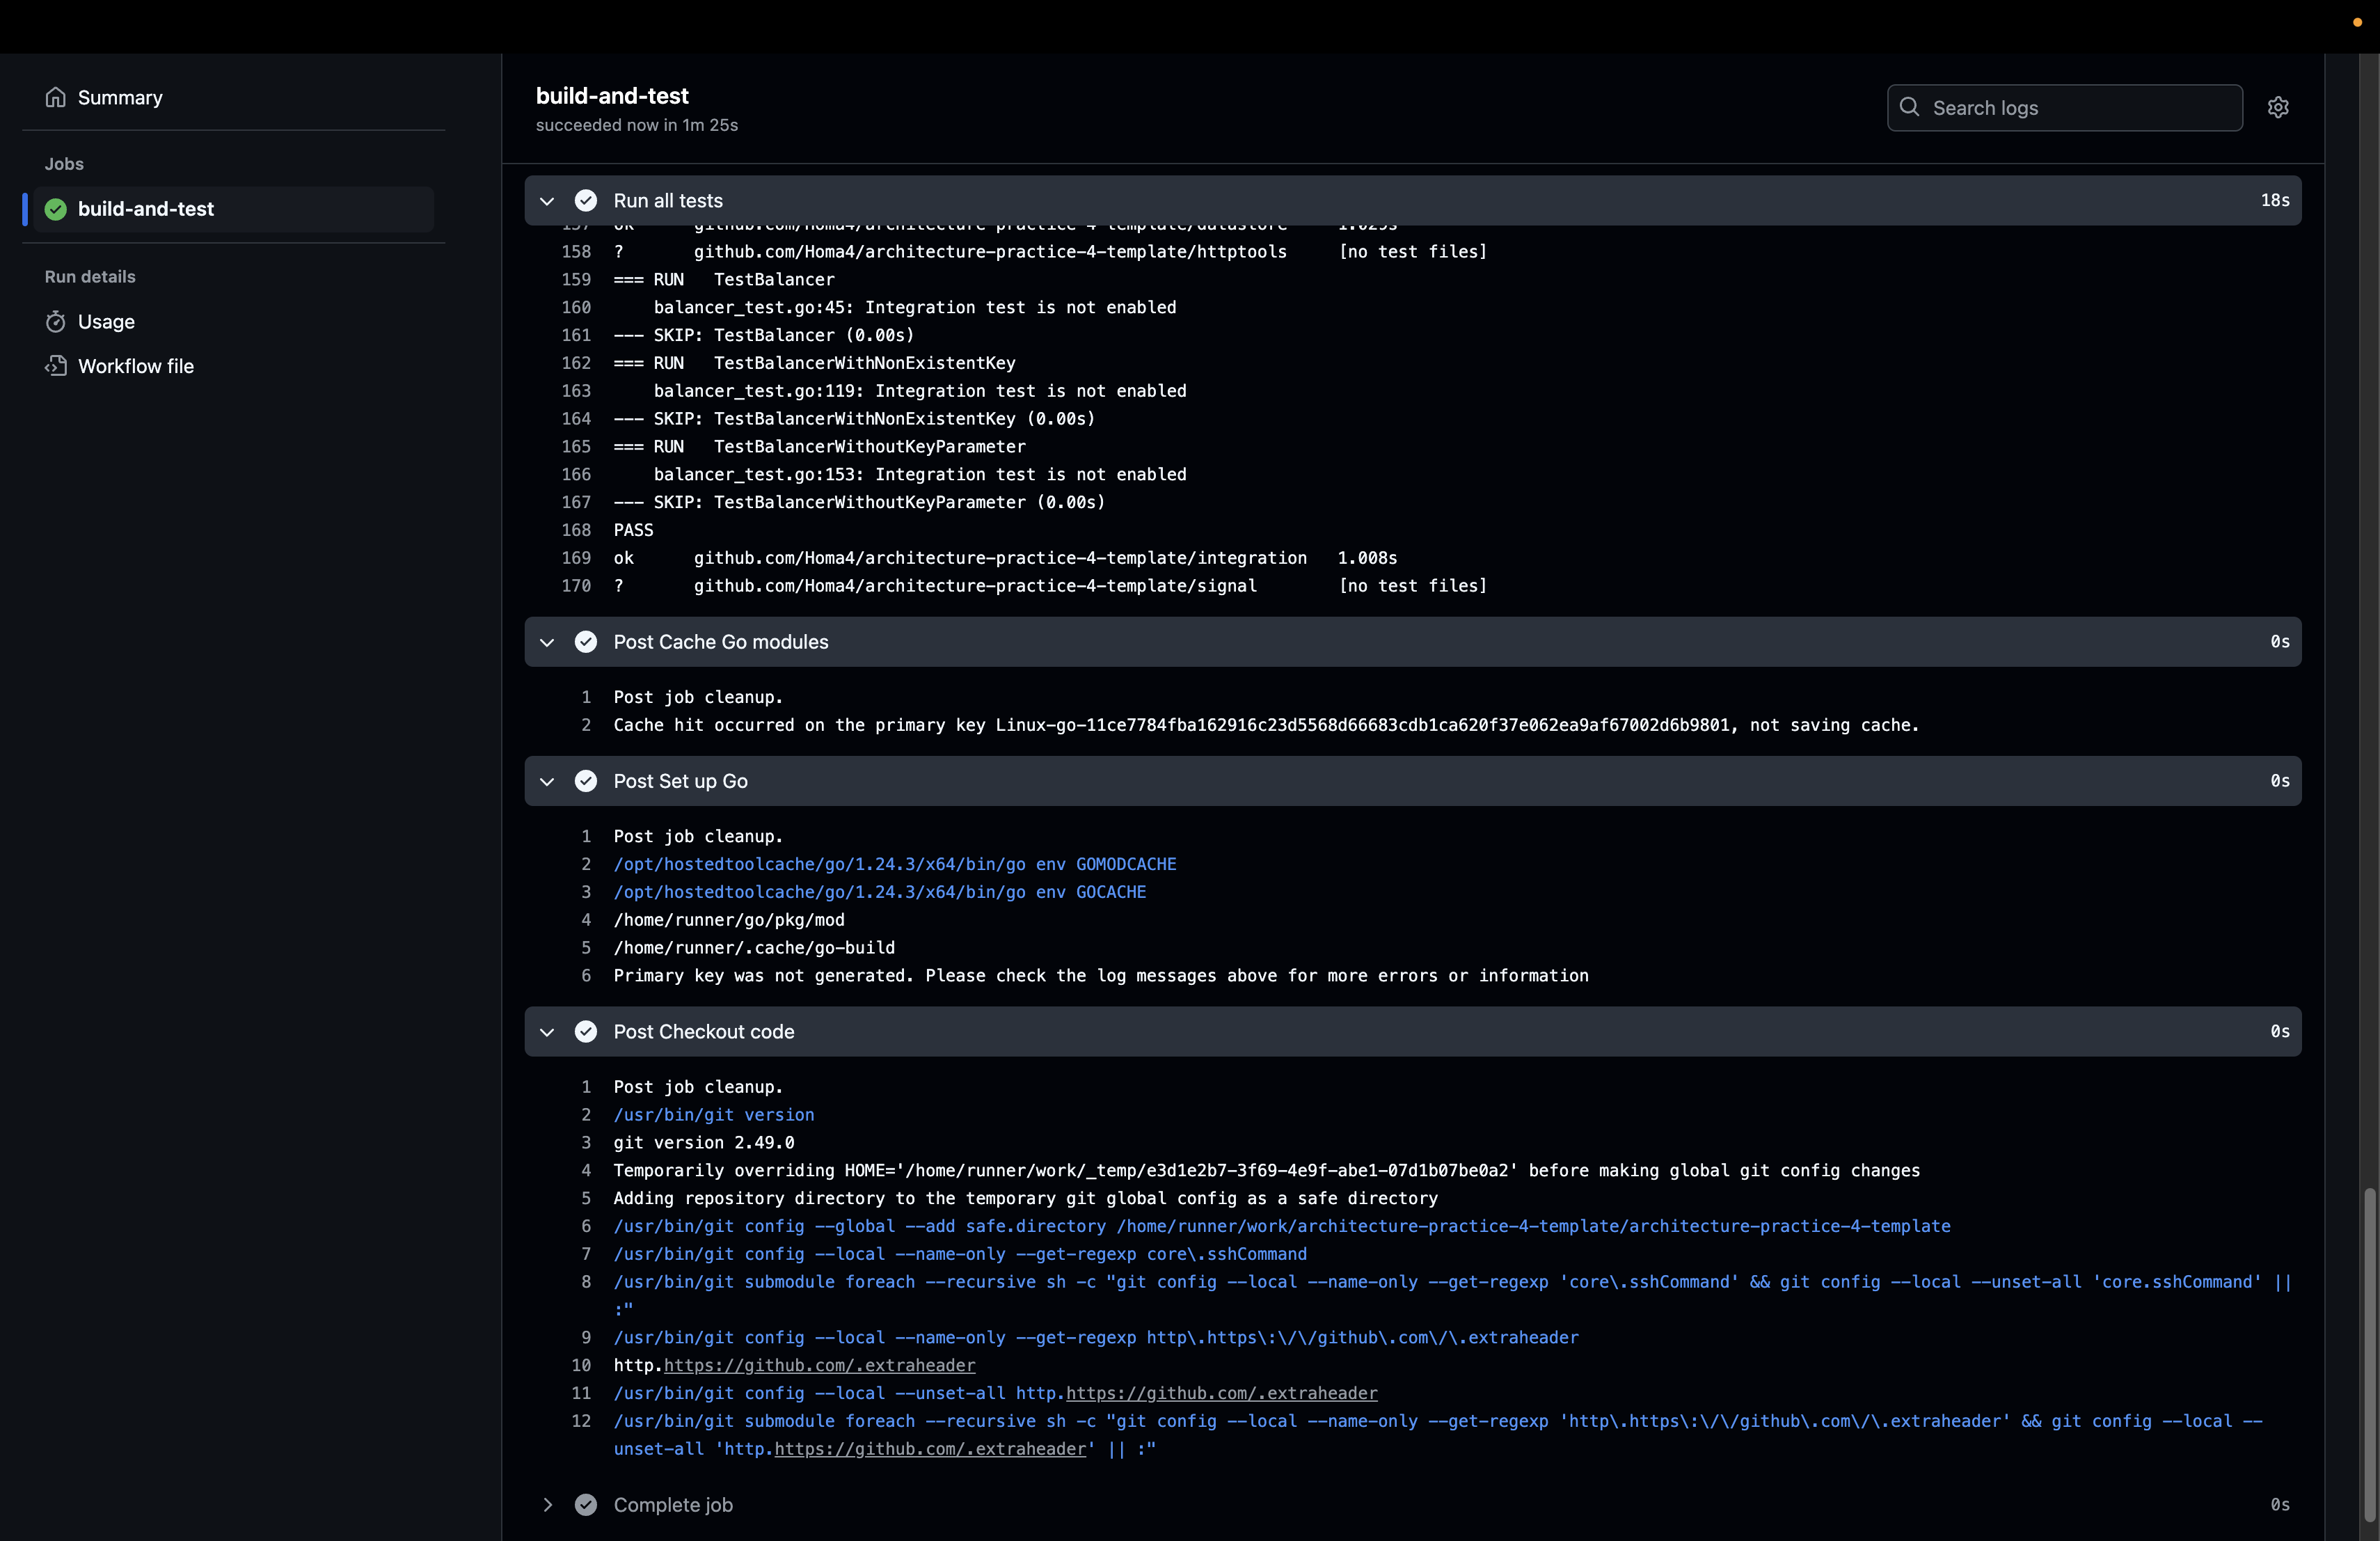 Summary
Jobs
build-and-test
Run details
Usage
Workflow file
build-and-test
succeeded now in 1m 25s
Search logs
Run all tests 18s
157 ok github.com/Homa4/architecture-practice-4-template/datastore 1.029s
158 ? github.com/Homa4/architecture-practice-4-template/httptools [no test files]
159 === RUN TestBalancer
160 balancer_test.go:45: Integration test is not enabled
161 --- SKIP: TestBalancer (0.00s)
162 === RUN TestBalancerWithNonExistentKey
163 balancer_test.go:119: Integration test is not enabled
164 --- SKIP: TestBalancerWithNonExistentKey (0.00s)
165 === RUN TestBalancerWithoutKeyParameter
166 balancer_test.go:153: Integration test is not enabled
167 --- SKIP: TestBalancerWithoutKeyParameter (0.00s)
168 PASS
169 ok github.com/Homa4/architecture-practice-4-template/integration 1.008s
170 ? github.com/Homa4/architecture-practice-4-template/signal [no test files]
Post Cache Go modules 0s
1 Post job cleanup.
2 Cache hit occurred on the primary key Linux-go-11ce7784fba162916c23d5568d66683cdb1ca620f37e062ea9af67002d6b9801, not saving cache.
Post Set up Go 0s
1 Post job cleanup.
2 /opt/hostedtoolcache/go/1.24.3/x64/bin/go env GOMODCACHE
3 /opt/hostedtoolcache/go/1.24.3/x64/bin/go env GOCACHE
4 /home/runner/go/pkg/mod
5 /home/runner/.cache/go-build
6 Primary key was not generated. Please check the log messages above for more errors or information
Post Checkout code 0s
1 Post job cleanup.
2 /usr/bin/git version
3 git version 2.49.0
4 Temporarily overriding HOME='/home/runner/work/_temp/e3d1e2b7-3f69-4e9f-abe1-07d1b07be0a2' before making global git config changes
5 Adding repository directory to the temporary git global config as a safe directory
6 /usr/bin/git config --global --add safe.directory /home/runner/work/architecture-practice-4-template/architecture-practice-4-template
7 /usr/bin/git config --local --name-only --get-regexp core\.sshCommand
8 /usr/bin/git submodule foreach --recursive sh -c "git config --local --name-only --get-regexp 'core\.sshCommand' && git config --local --unset-all 'core.sshCommand' ||
:"
9 /usr/bin/git config --local --name-only --get-regexp http\.https\:\/\/github\.com\/\.extraheader
10 http.https://github.com/.extraheader
11 /usr/bin/git config --local --unset-all http.https://github.com/.extraheader
12 /usr/bin/git submodule foreach --recursive sh -c "git config --local --name-only --get-regexp 'http\.https\:\/\/github\.com\/\.extraheader' && git config --local --
unset-all 'http.https://github.com/.extraheader' || :"
Complete job 0s